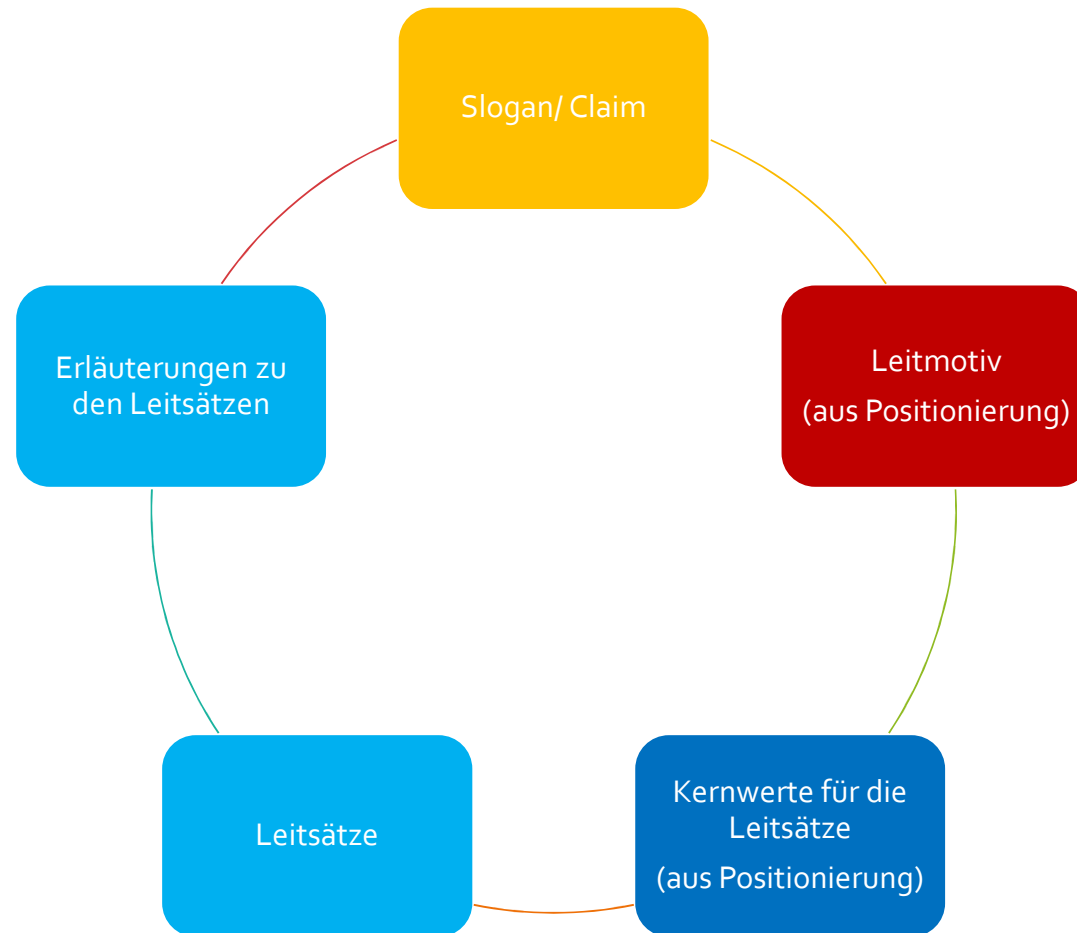 Slogan/ Claim
Leitmotiv
(aus Positionierung)
Kernwerte für die
Leitsätze
(aus Positionierung)
Leitsätze
Erläuterungen zu
den Leitsätzen